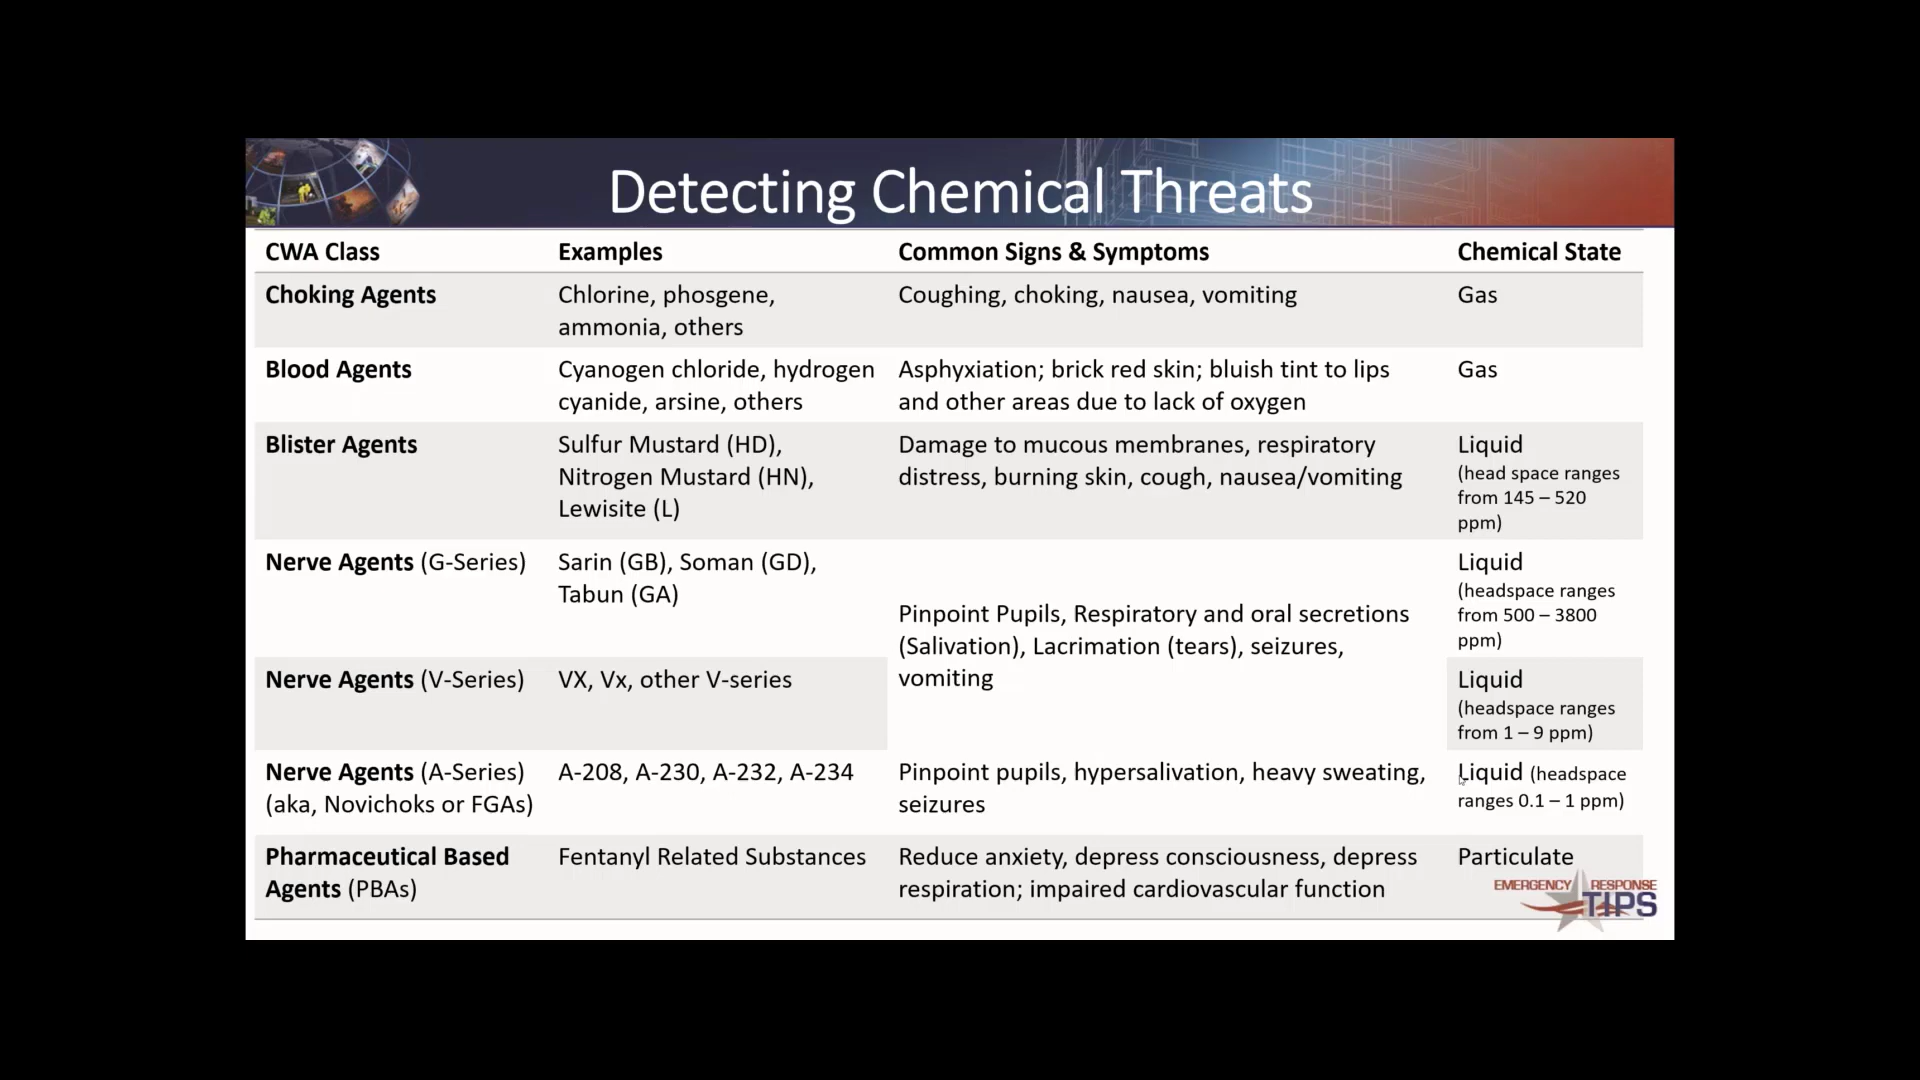 Detecting Chemical Threats
CWA Class Examples Common Signs & Symptoms Chemical State
Choking Agents Chlorine, phosgene, Coughing, choking, nausea, vomiting Gas
ammonia, others
Blood Agents Cyanogen chloride, hydrogen Asphyxiation; brick red skin; bluish tint to lips Gas
cyanide, arsine, others and other areas due to lack of oxygen
Blister Agents Sulfur Mustard (HD), Damage to mucous membranes, respiratory Liquid
Nitrogen Mustard (HN), distress, burning skin, cough, nausea/vomiting (head space ranges
Lewisite (L) from 145 – 520
ppm)
Nerve Agents (G-Series) Sarin (GB), Soman (GD), Liquid
Tabun (GA) (headspace ranges
Pinpoint Pupils, Respiratory and oral secretions from 500 – 3800
(Salivation), Lacrimation (tears), seizures, ppm)
vomiting
Nerve Agents (V-Series) VX, Vx, other V-series Liquid
(headspace ranges
from 1 – 9 ppm)
Nerve Agents (A-Series) A-208, A-230, A-232, A-234 Pinpoint pupils, hypersalivation, heavy sweating, Liquid (headspace
(aka, Novichoks or FGAs) seizures ranges 0.1 – 1 ppm)
Pharmaceutical Based Fentanyl Related Substances Reduce anxiety, depress consciousness, depress Particulate
Agents (PBAs) respiration; impaired cardiovascular function
EMERGENCY RESPONSE
TIPS